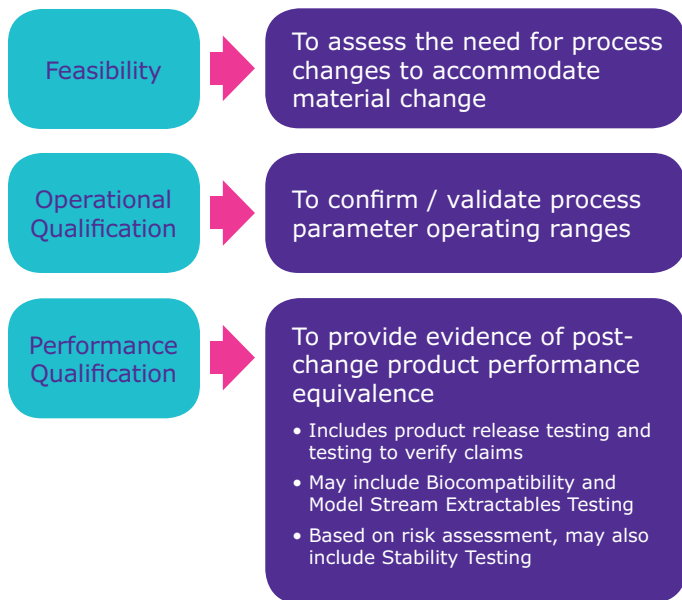 Feasibility
To assess the need for process
changes to accommodate
material change
Operational
Qualification
To confirm / validate process
parameter operating ranges
Performance
Qualification
To provide evidence of post-
change product performance
equivalence
• Includes product release testing and
testing to verify claims
• May include Biocompatibility and
Model Stream Extractables Testing
• Based on risk assessment, may also
include Stability Testing